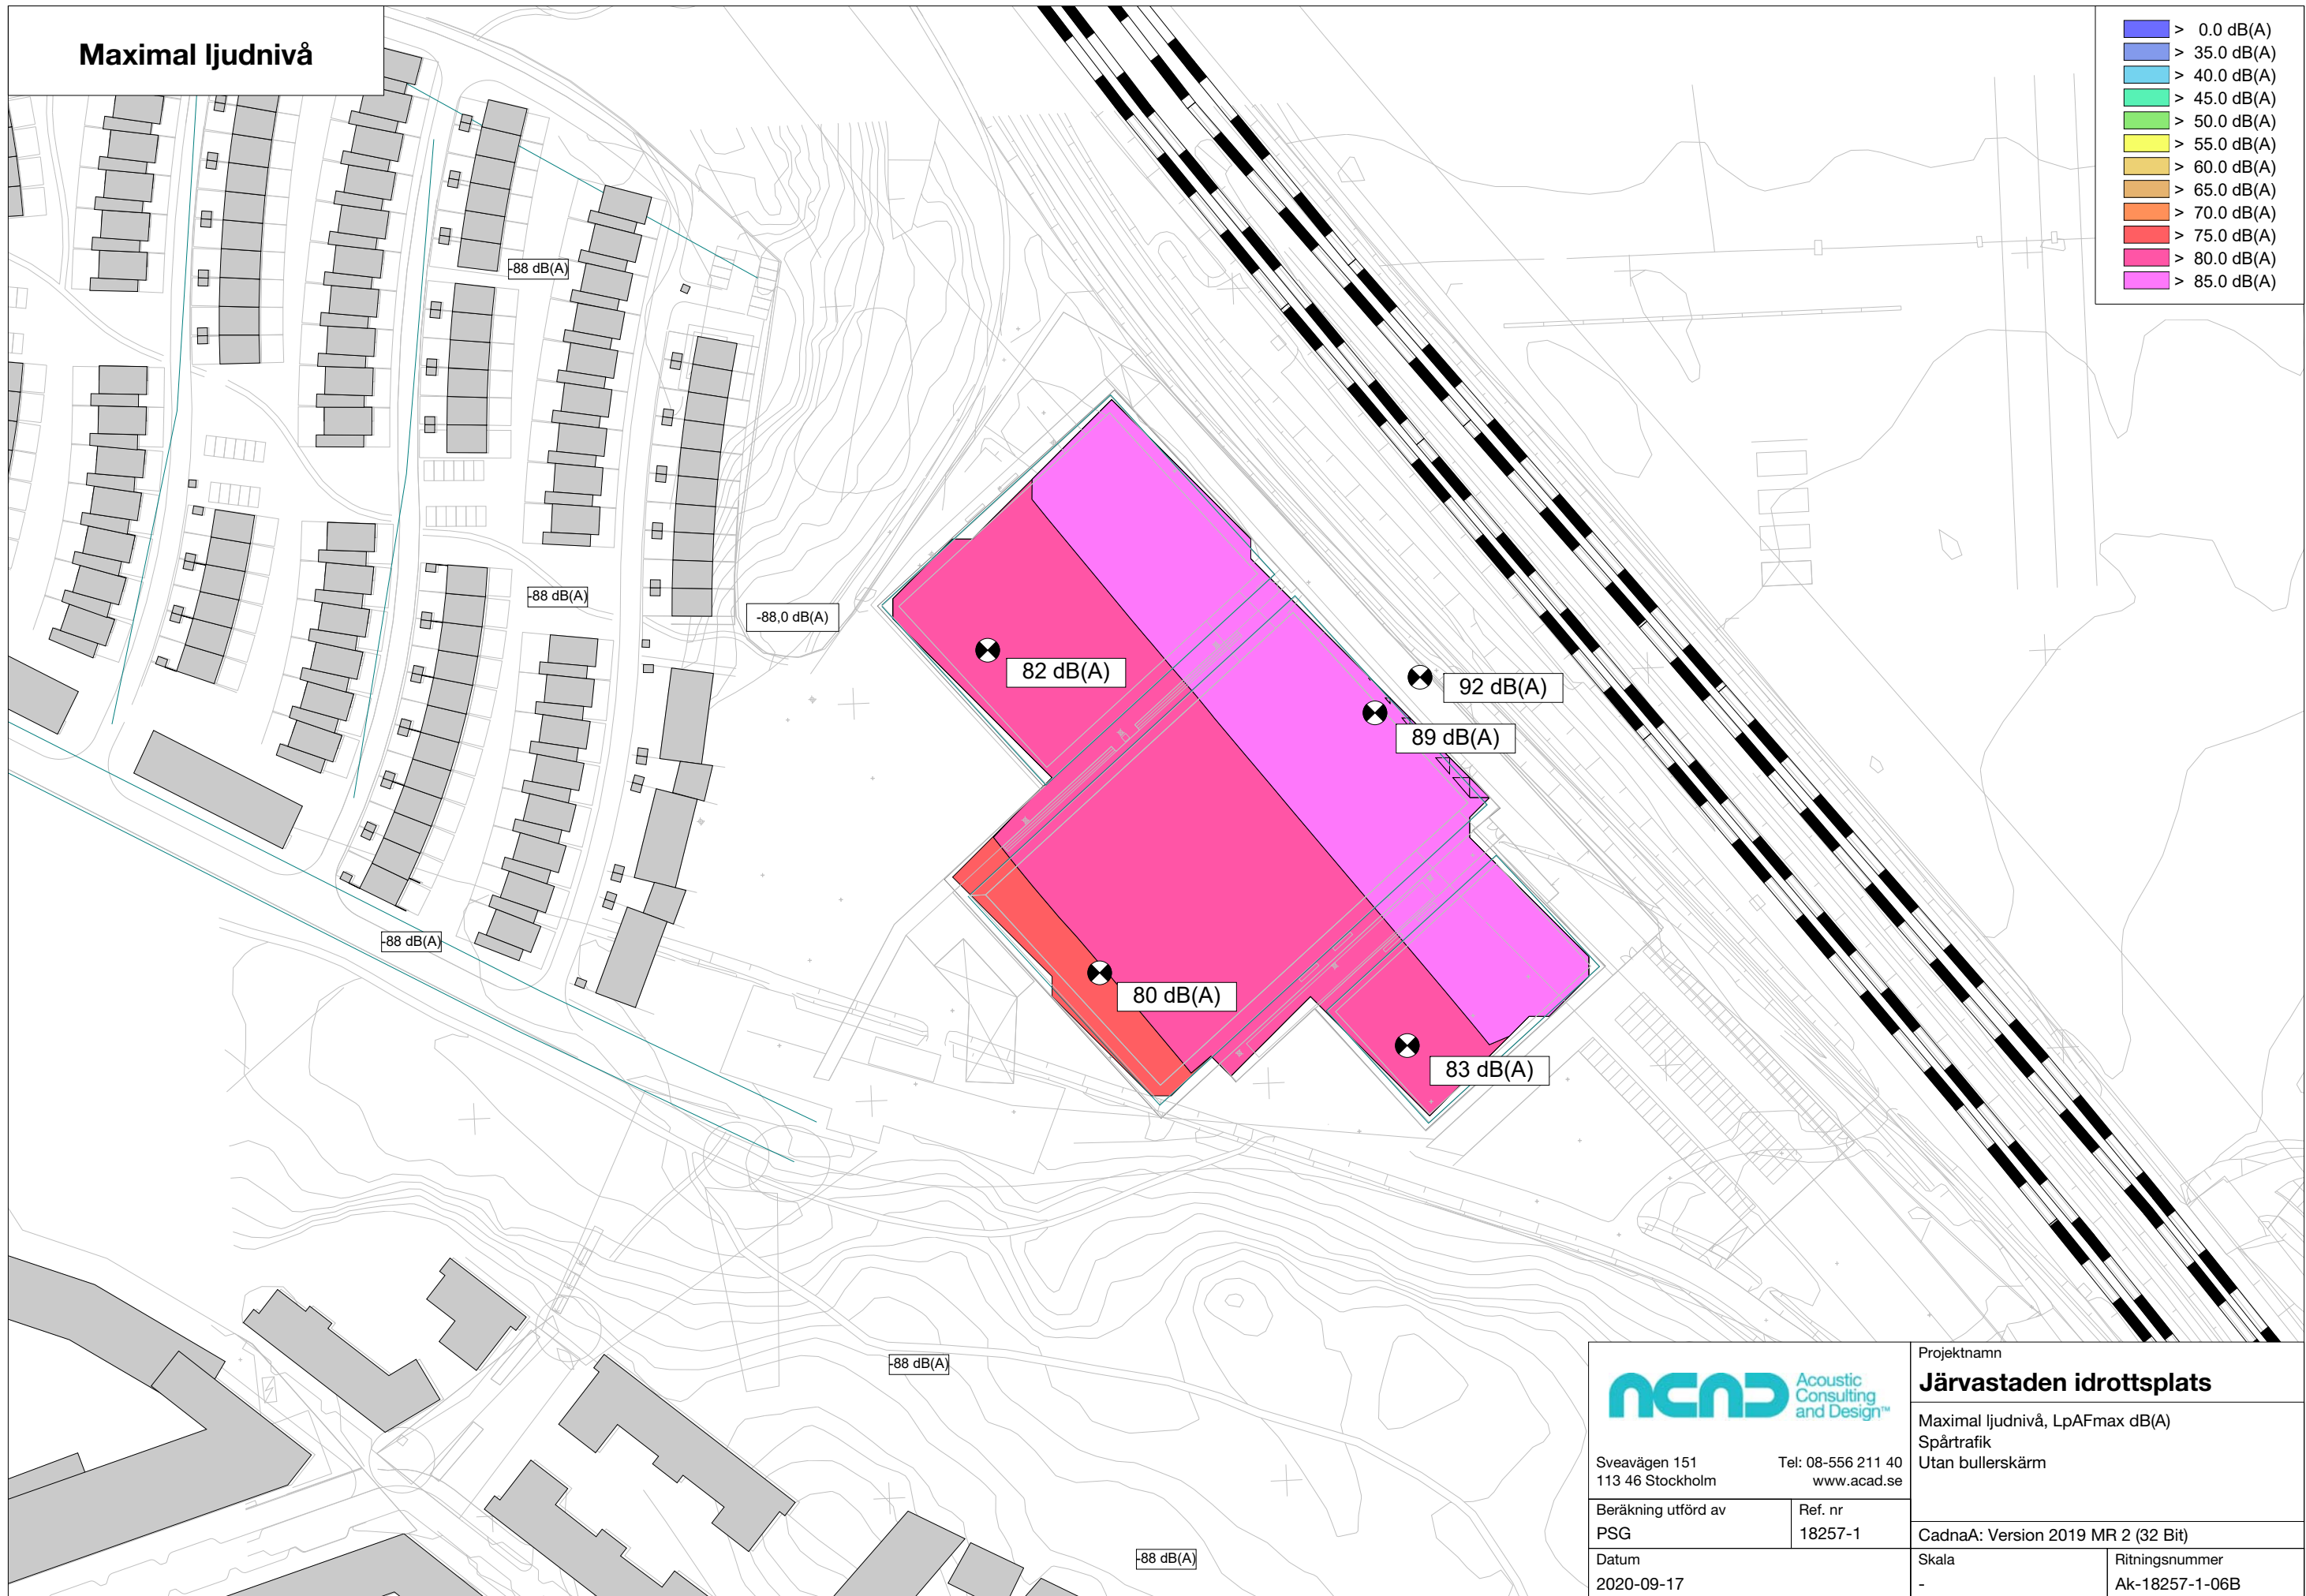 Maximal ljudnivå
> 0.0 dB(A)
> 35.0 dB(A)
> 40.0 dB(A)
> 45.0 dB(A)
> 50.0 dB(A)
> 55.0 dB(A)
> 60.0 dB(A)
> 65.0 dB(A)
> 70.0 dB(A)
> 75.0 dB(A)
> 80.0 dB(A)
> 85.0 dB(A)
-88 dB(A)
-88 dB(A)
-88,0 dB(A)
82 dB(A)
92 dB(A)
89 dB(A)
-88 dB(A)
80 dB(A)
83 dB(A)
-88 dB(A)
-88 dB(A)
acad
Acoustic
Consulting
and Design™
Sveavägen 151
113 46 Stockholm
Tel: 08-556 211 40
www.acad.se
Beräkning utförd av
PSG
Ref. nr
18257-1
Datum
2020-09-17
Projektnamn
Järvastaden idrottsplats
Maximal ljudnivå, LpAFmax dB(A)
Spårtrafik
Utan bullerskärm
CadnaA: Version 2019 MR 2 (32 Bit)
Skala
-
Ritningsnummer
Ak-18257-1-06B